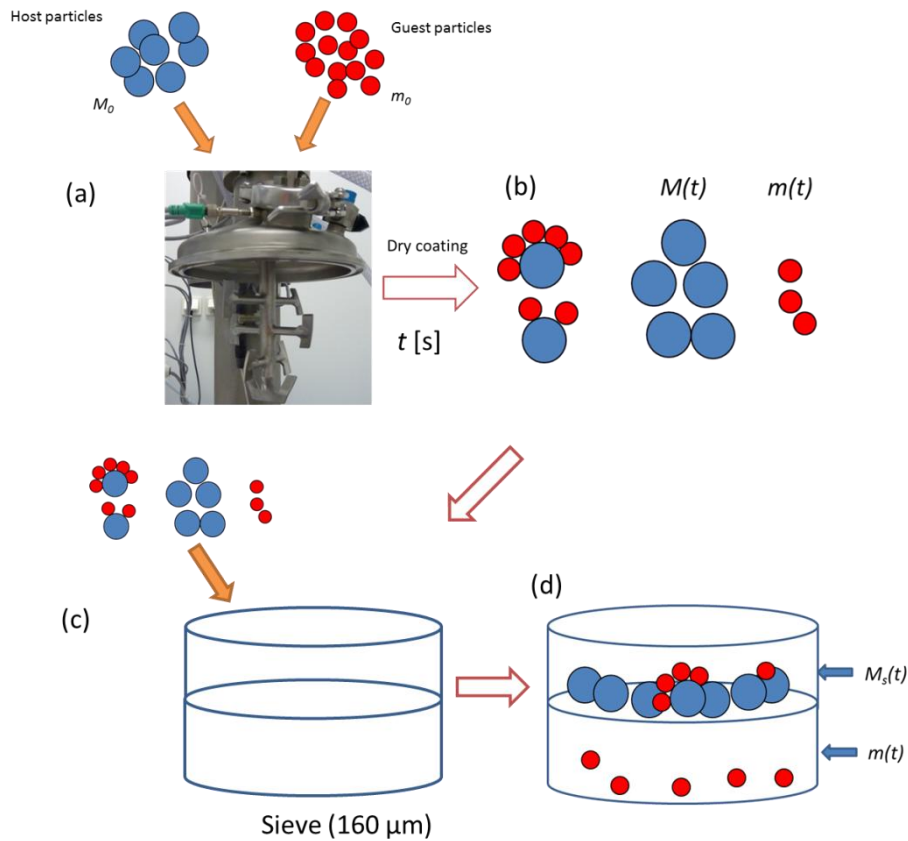 Host particles
Guest particles
M₀
m₀
(a)
(b)
M(t)
m(t)
Dry coating
t [s]
(c)
(d)
Mₛ(t)
m(t)
Sieve (160 µm)